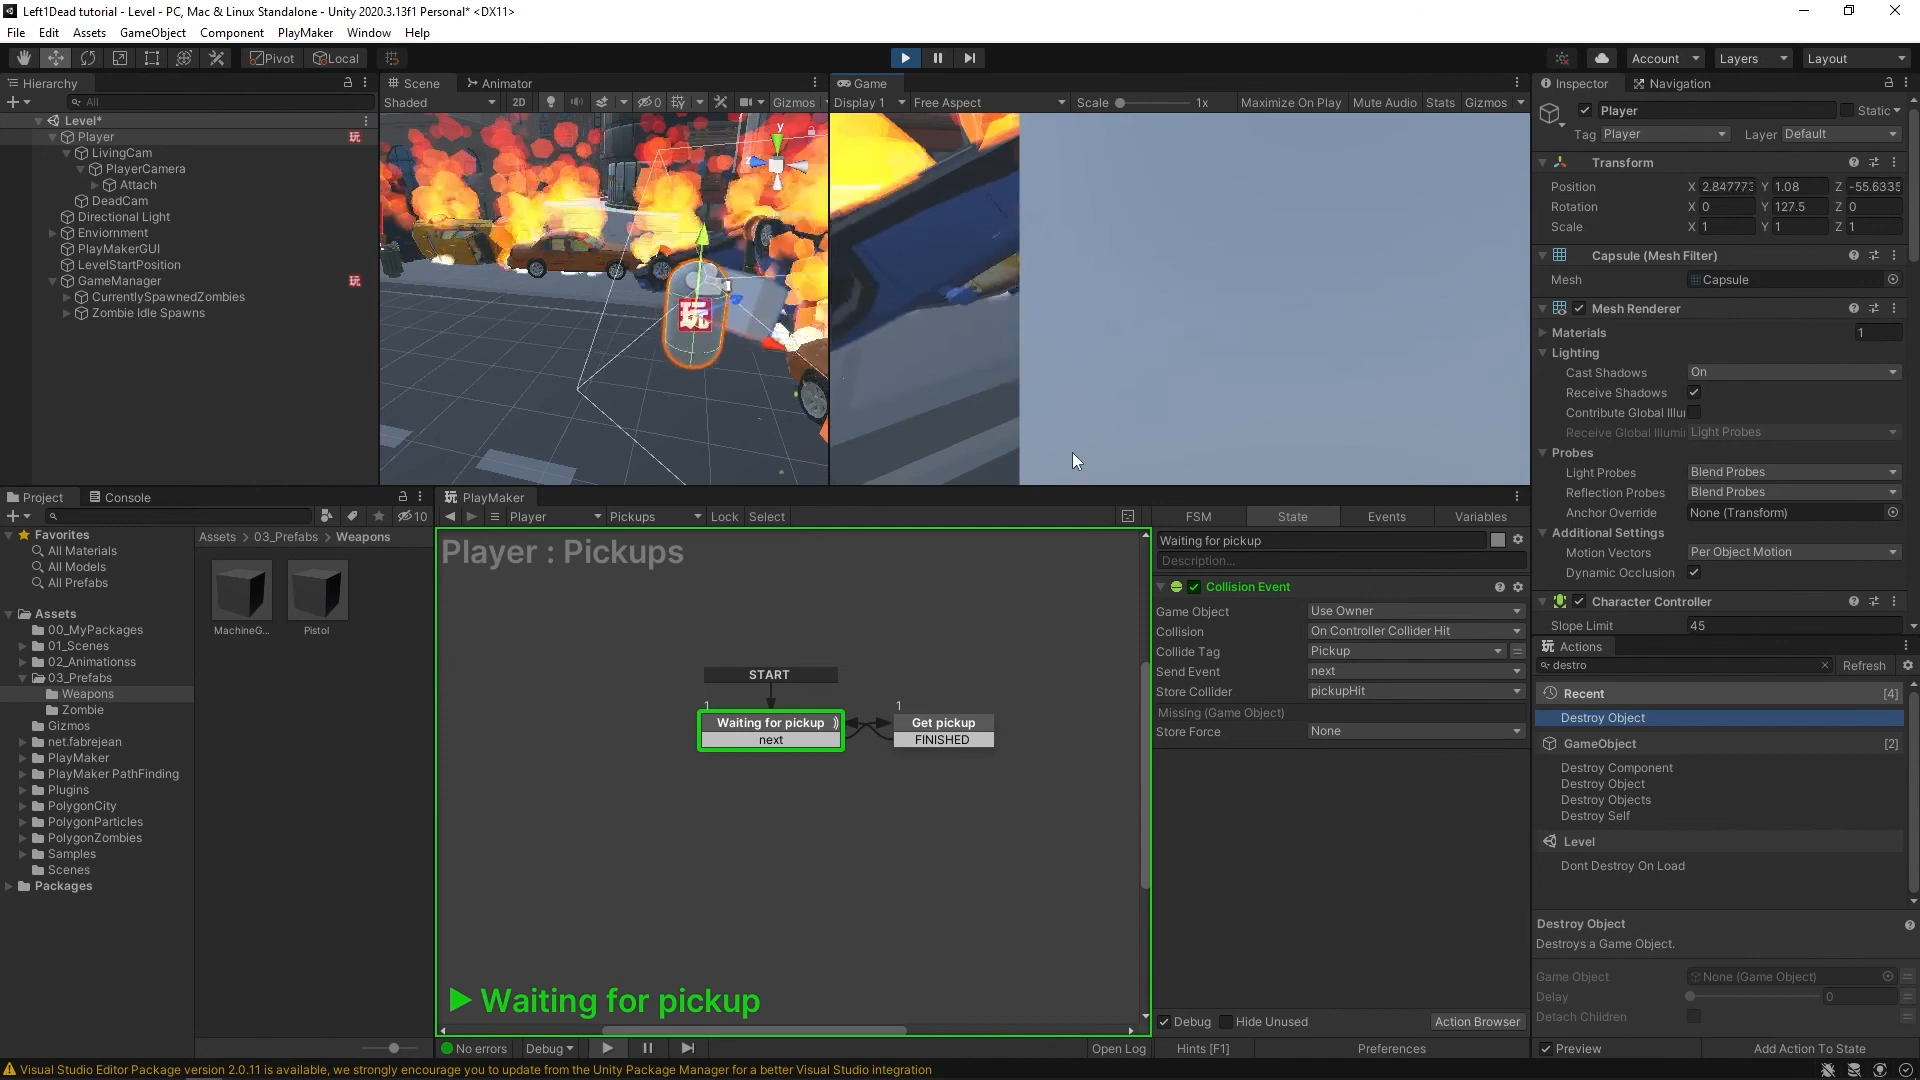 Left1Dead tutorial - Level - PC, Mac & Linux Standalone - Unity 2020.3.13f1 Personal* <DX11>
File Edit Assets GameObject Component PlayMaker Window Help
Pivot Local
Account Layers Layout
Hierarchy
All
Level*
Player
玩
LivingCam
PlayerCamera
Attach
DeadCam
Directional Light
Enviornment
PlayMakerGUI
LevelStartPosition
GameManager
玩
CurrentlySpawnedZombies
Zombie Idle Spawns
Scene Animator
Shaded 2D 0 Gizmos
y
z
玩
Game
Display 1 Free Aspect Scale 1x Maximize On Play Mute Audio Stats Gizmos
Inspector Navigation
Player Static
Tag Player Layer Default
Transform
Position X 2.847773 Y 1.08 Z -55.6335
Rotation X 0 Y 127.5 Z 0
Scale X 1 Y 1 Z 1
Capsule (Mesh Filter)
Mesh Capsule
Mesh Renderer
Materials 1
Lighting
Cast Shadows On
Receive Shadows
Contribute Global Illu
Receive Global Illumi Light Probes
Probes
Light Probes Blend Probes
Reflection Probes Blend Probes
Anchor Override None (Transform)
Additional Settings
Motion Vectors Per Object Motion
Dynamic Occlusion
Character Controller
Slope Limit 45
Project Console
10
Favorites
All Materials
All Models
All Prefabs
Assets
00_MyPackages
01_Scenes
02_Animationss
03_Prefabs
Weapons
Zombie
Gizmos
net.fabrejean
PlayMaker
PlayMaker PathFinding
Plugins
PolygonCity
PolygonParticles
PolygonZombies
Samples
Scenes
Packages
Assets 03_Prefabs Weapons
MachineG... Pistol
PlayMaker
Player Pickups Lock Select
Player : Pickups
START
1
Waiting for pickup
next
1
Get pickup
FINISHED
Waiting for pickup
No errors Debug Open Log
FSM State Events Variables
Waiting for pickup
Description...
Collision Event
Game Object Use Owner
Collision On Controller Collider Hit
Collide Tag Pickup
Send Event next
Store Collider pickupHit
Missing (Game Object)
Store Force None
Debug Hide Unused Action Browser
Hints [F1] Preferences
Actions
destro Refresh
Recent [4]
Destroy Object
GameObject [2]
Destroy Component
Destroy Object
Destroy Objects
Destroy Self
Level
Dont Destroy On Load
Destroy Object
Destroys a Game Object.
Game Object None (Game Object)
Delay 0
Detach Children
Preview Add Action To State
Visual Studio Editor Package version 2.0.11 is available, we strongly encourage you to update from the Unity Package Manager for a better Visual Studio integration